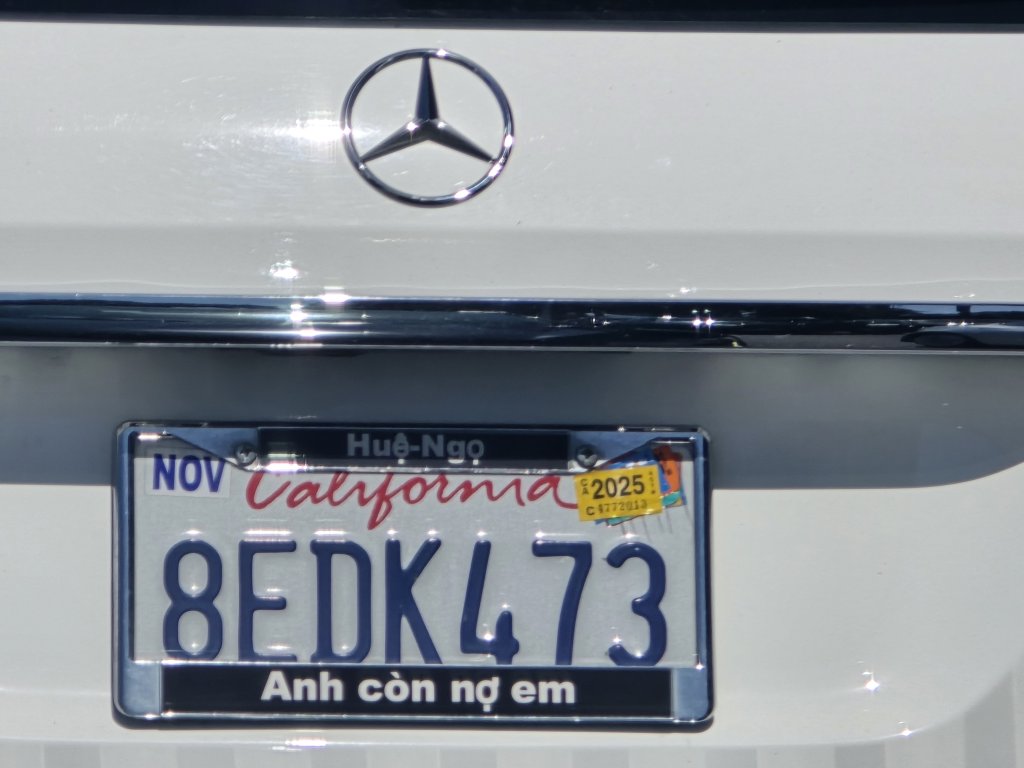 Huệ-Ngọ
NOV California 2025
8EDK473
Anh còn nợ em